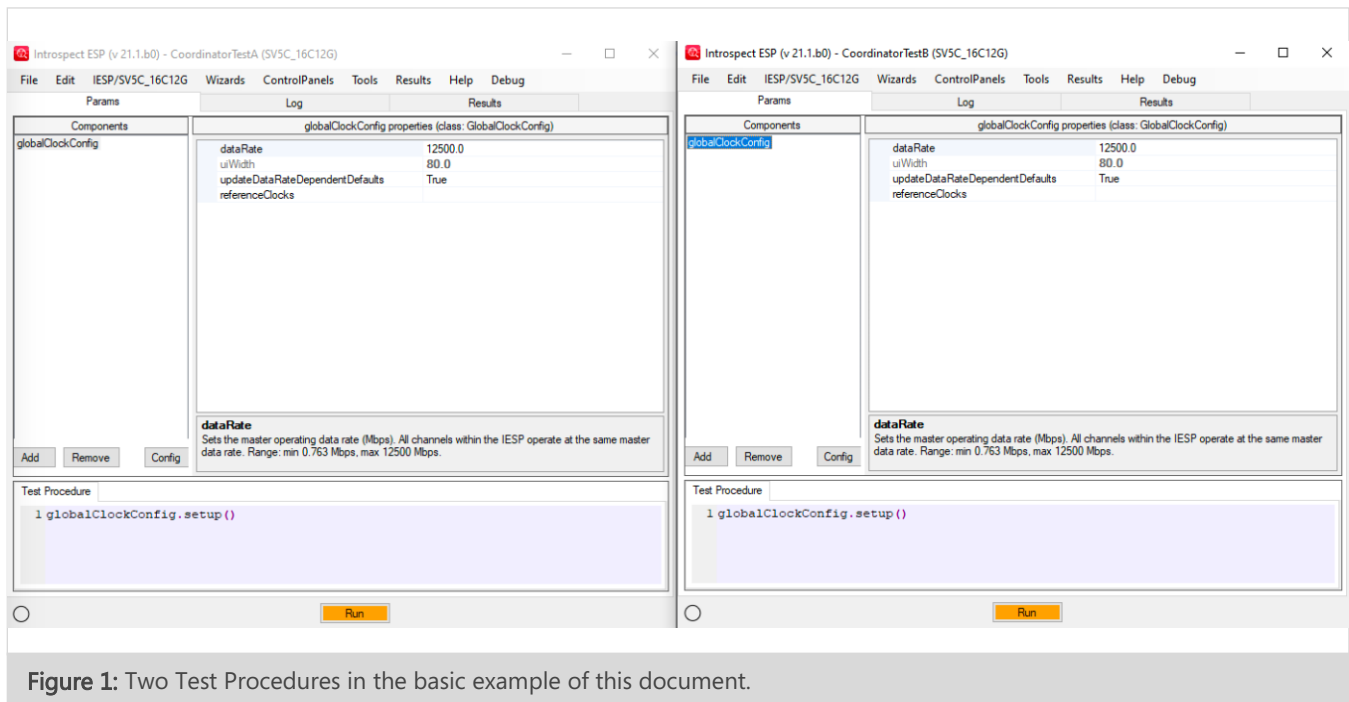 Introspect ESP (v 21.1.b0) - CoordinatorTestA (SV5C_16C12G)
File Edit IESP/SV5C_16C12G Wizards ControlPanels Tools Results Help Debug
Params Log Results
Components globalClockConfig properties (class: GlobalClockConfig)
globalClockConfig
dataRate 12500.0
uiWidth 80.0
updateDataRateDependentDefaults True
referenceClocks
dataRate
Sets the master operating data rate (Mbps). All channels within the IESP operate at the same master
data rate. Range: min 0.763 Mbps, max 12500 Mbps.
Add Remove Config
Test Procedure
1 globalClockConfig.setup()
Run
Introspect ESP (v 21.1.b0) - CoordinatorTestB (SV5C_16C12G)
File Edit IESP/SV5C_16C12G Wizards ControlPanels Tools Results Help Debug
Params Log Results
Components globalClockConfig properties (class: GlobalClockConfig)
globalClockConfig
dataRate 12500.0
uiWidth 80.0
updateDataRateDependentDefaults True
referenceClocks
dataRate
Sets the master operating data rate (Mbps). All channels within the IESP operate at the same master
data rate. Range: min 0.763 Mbps, max 12500 Mbps.
Add Remove Config
Test Procedure
1 globalClockConfig.setup()
Run
Figure 1: Two Test Procedures in the basic example of this document.